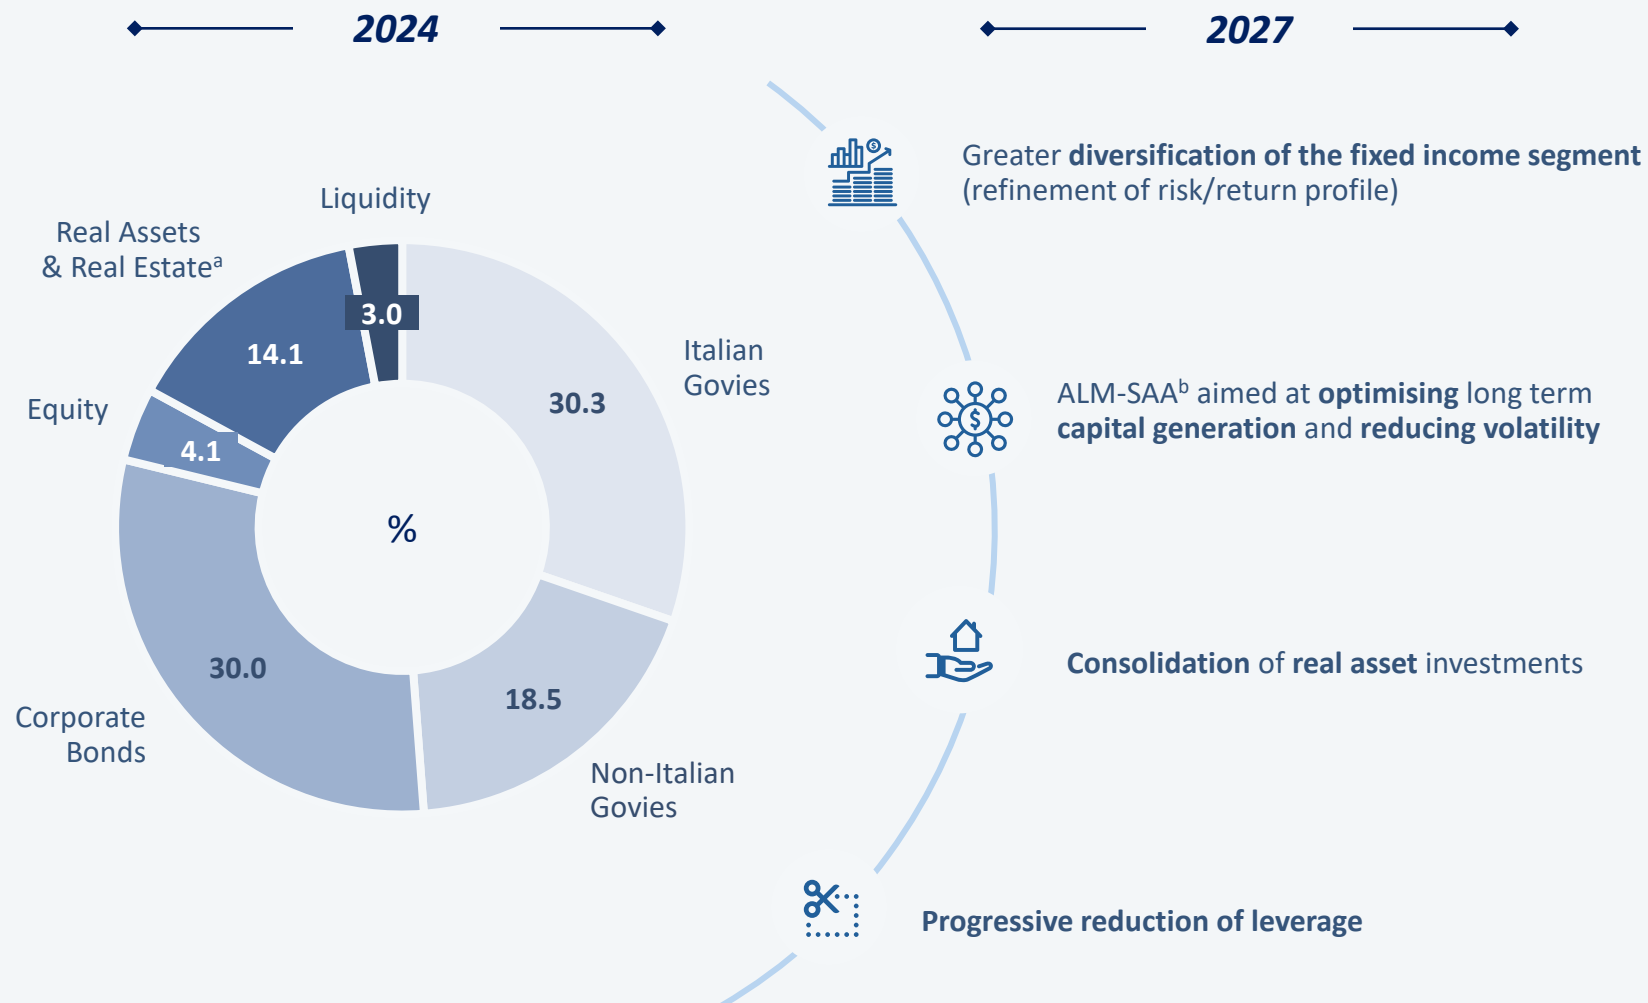 2024
2027
Liquidity
Real Assets
& Real Estateᵃ
3.0
14.1
Italian
Govies
30.3
Equity
4.1
%
30.0
18.5
Corporate
Bonds
Non-Italian
Govies
Greater diversification of the fixed income segment
(refinement of risk/return profile)
ALM-SAAᵇ aimed at optimising long term
capital generation and reducing volatility
Consolidation of real asset investments
Progressive reduction of leverage
$
$